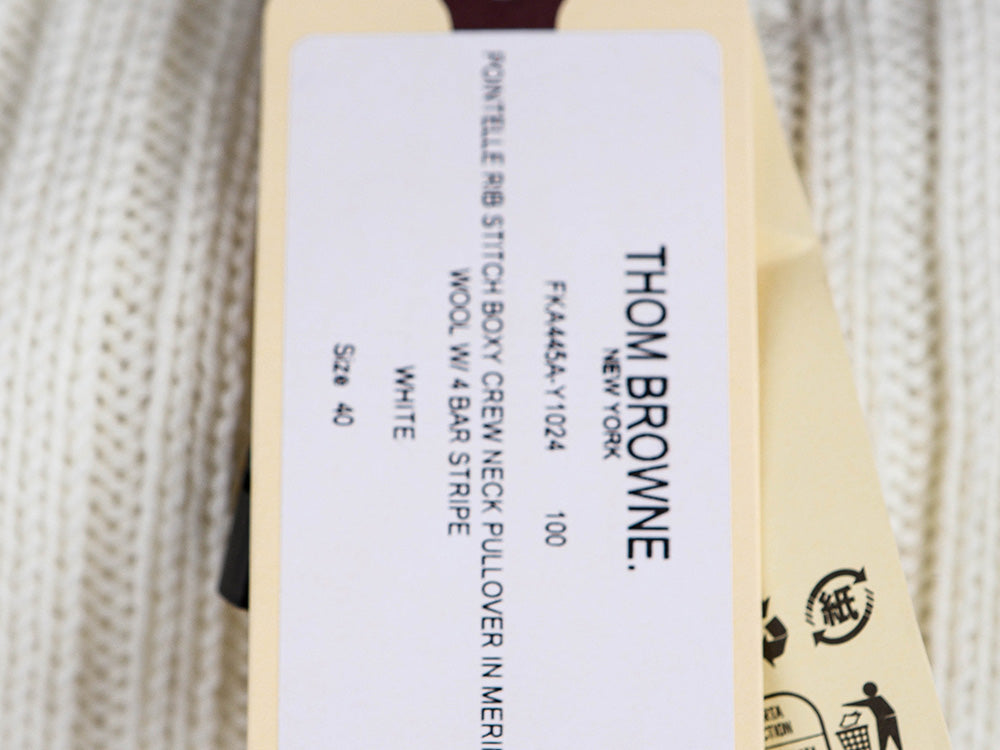 THOM BROWNE.
NEW YORK
FKA445A-Y1024 100
POINTELLE RIB STITCH BOXY CREW NECK PULLOVER IN MERI
WOOL W/ 4 BAR STRIPE
WHITE
Size 40
紙